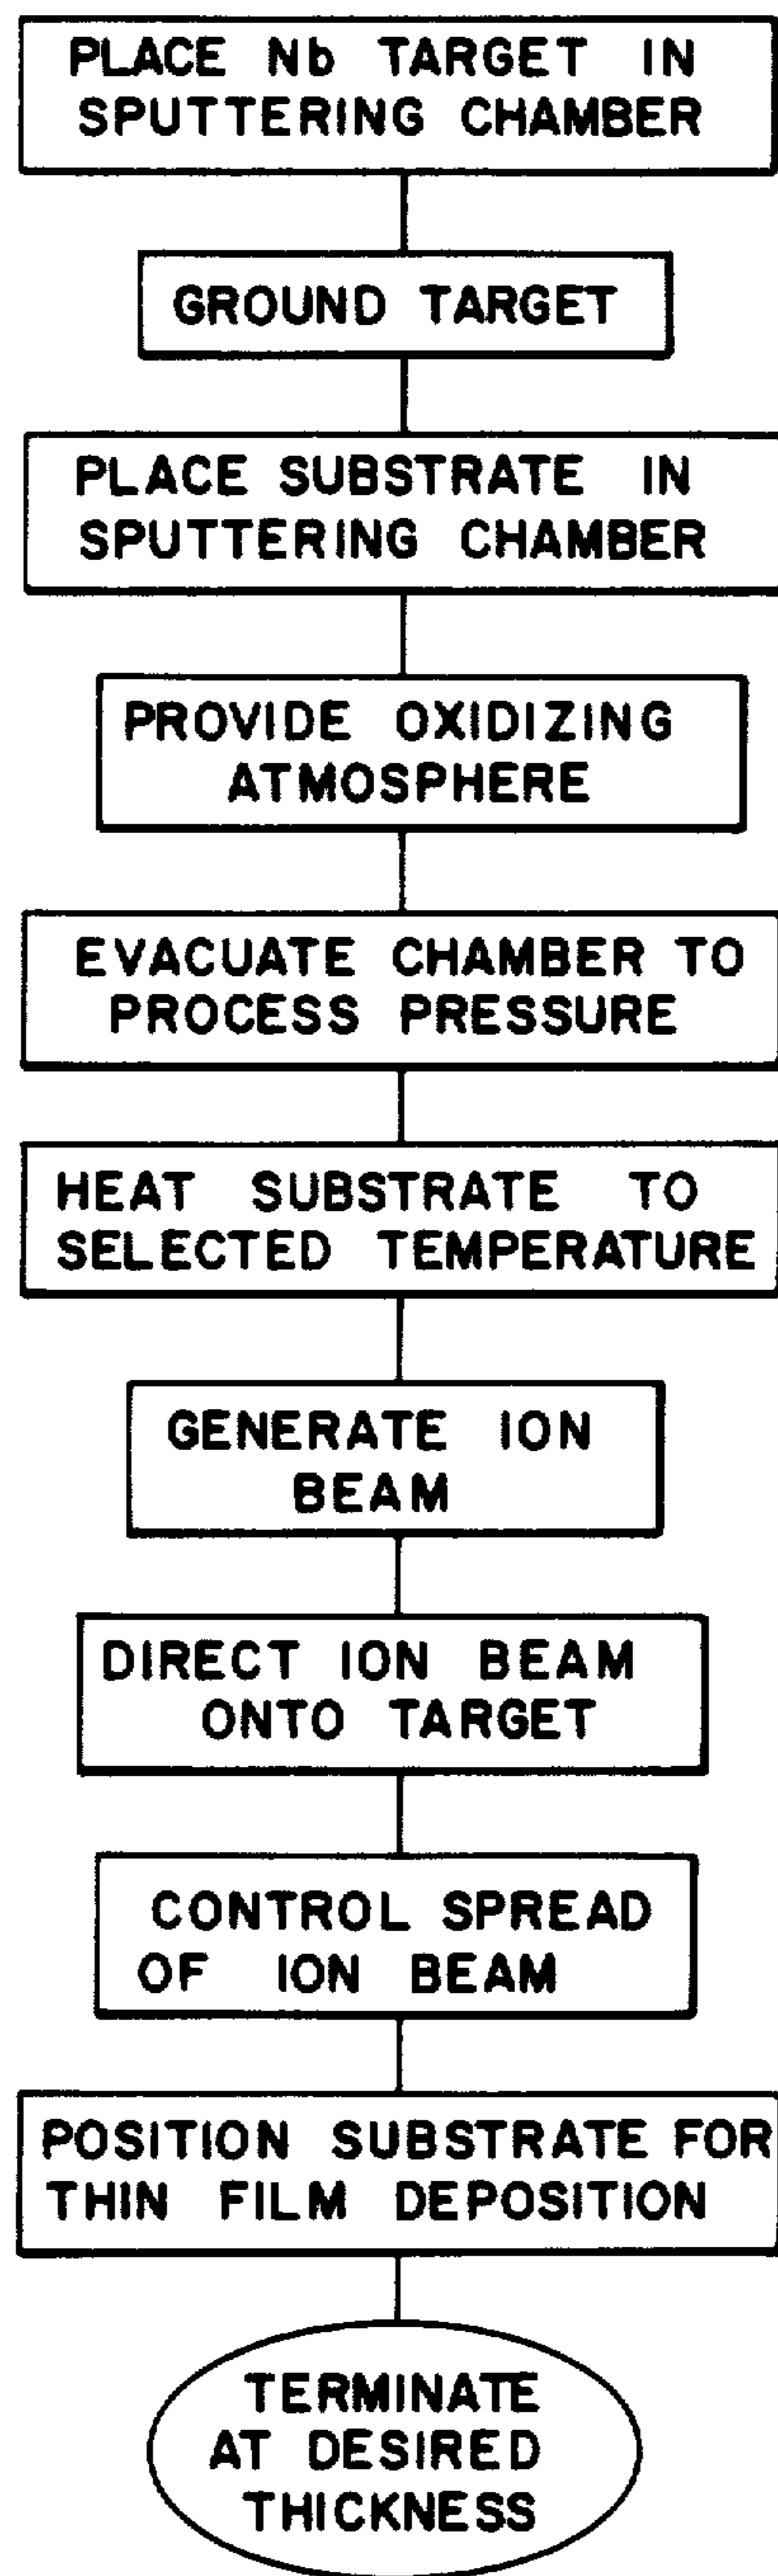 PLACE Nb TARGET IN
SPUTTERING CHAMBER
GROUND TARGET
PLACE SUBSTRATE IN
SPUTTERING CHAMBER
PROVIDE OXIDIZING
ATMOSPHERE
EVACUATE CHAMBER TO
PROCESS PRESSURE
HEAT SUBSTRATE TO
SELECTED TEMPERATURE
GENERATE ION
BEAM
DIRECT ION BEAM
ONTO TARGET
CONTROL SPREAD
OF ION BEAM
POSITION SUBSTRATE FOR
THIN FILM DEPOSITION
TERMINATE
AT DESIRED
THICKNESS